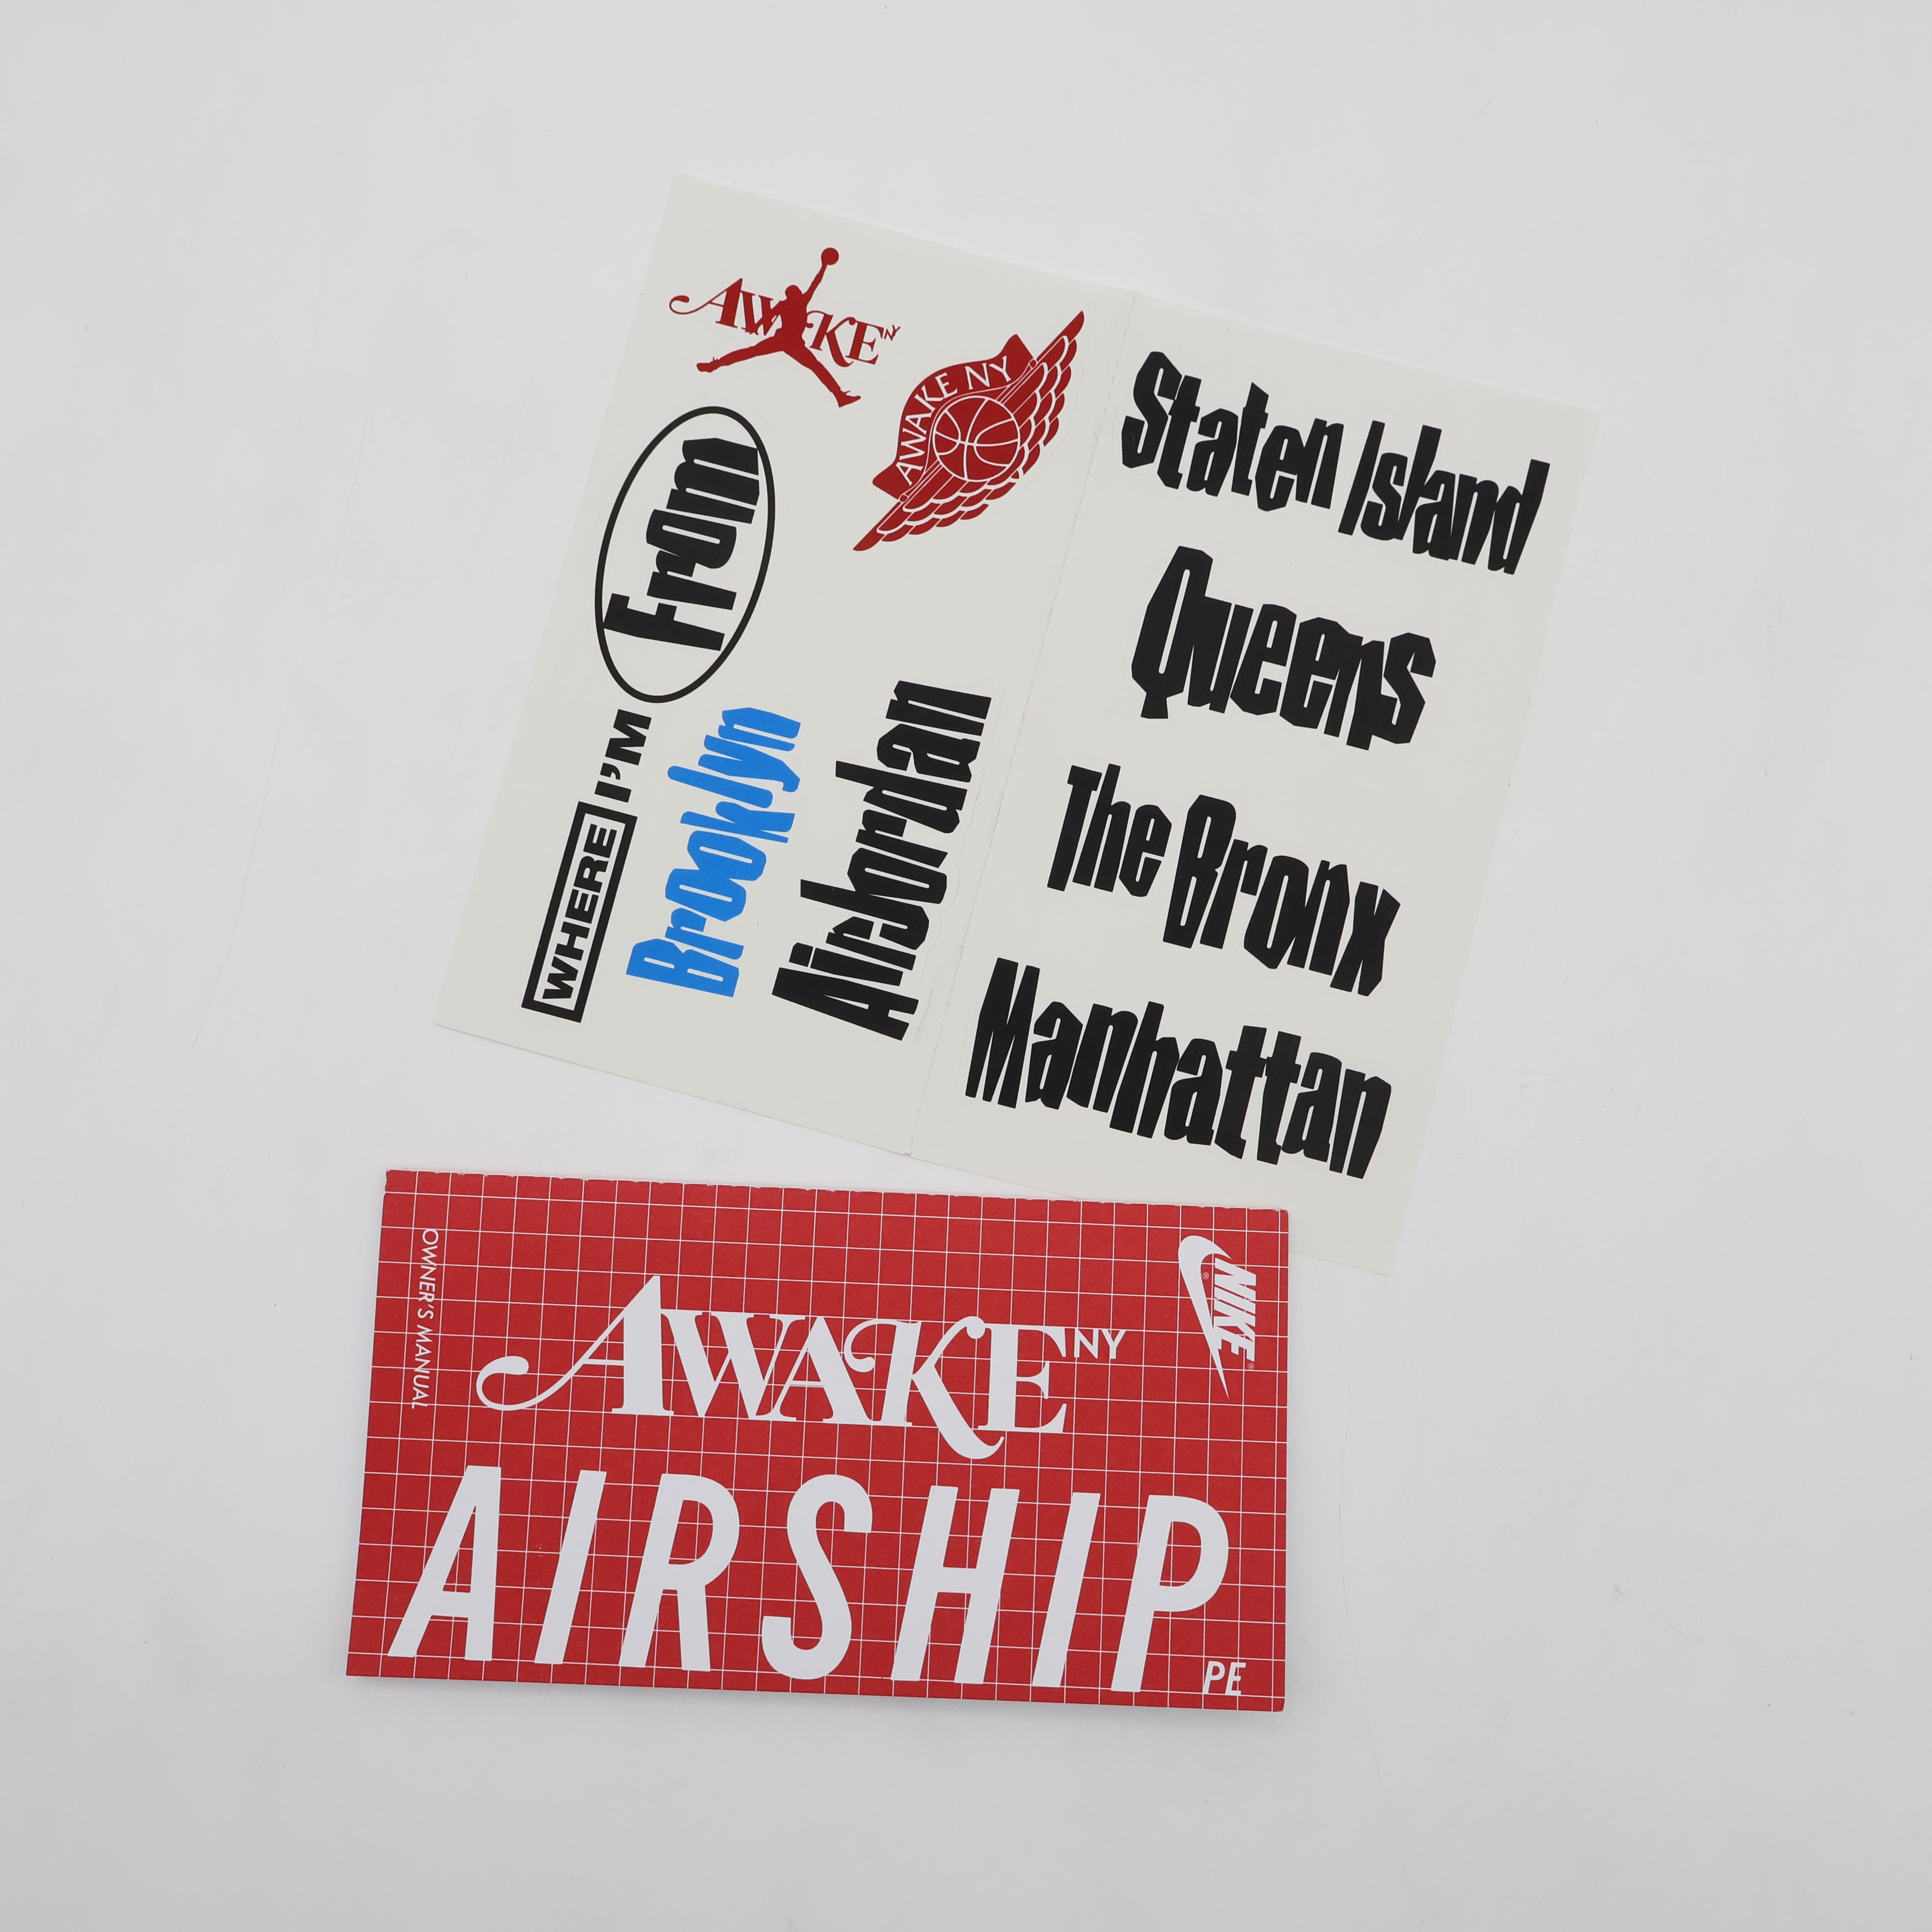 AWAKE NY
AWAKE NY
From
WHERE I'M
Brooklyn
Airbordan
Staten Island
Queens
The Bronx
Manhattan
OWNER'S MANUAL
AWAKE NY
NIKE
AIRSHIP
PE